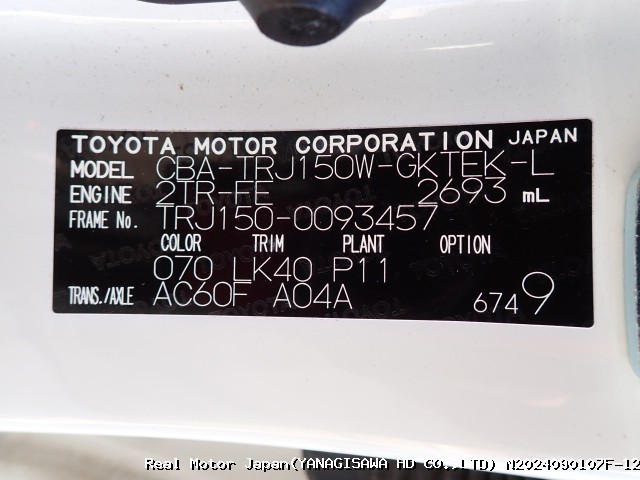 TOYOTA MOTOR CORPORATION JAPAN
MODEL CBA-TRJ150W-GKTEK-L
ENGINE 2TR-FE 2693 mL
FRAME No. TRJ150-0093457
COLOR TRIM PLANT OPTION
070 LK40 P11
TRANS./AXLE AC60F A04A 6749
Real Motor Japan(YANAGISAWA HD CO.,LTD) N2024090107F-12